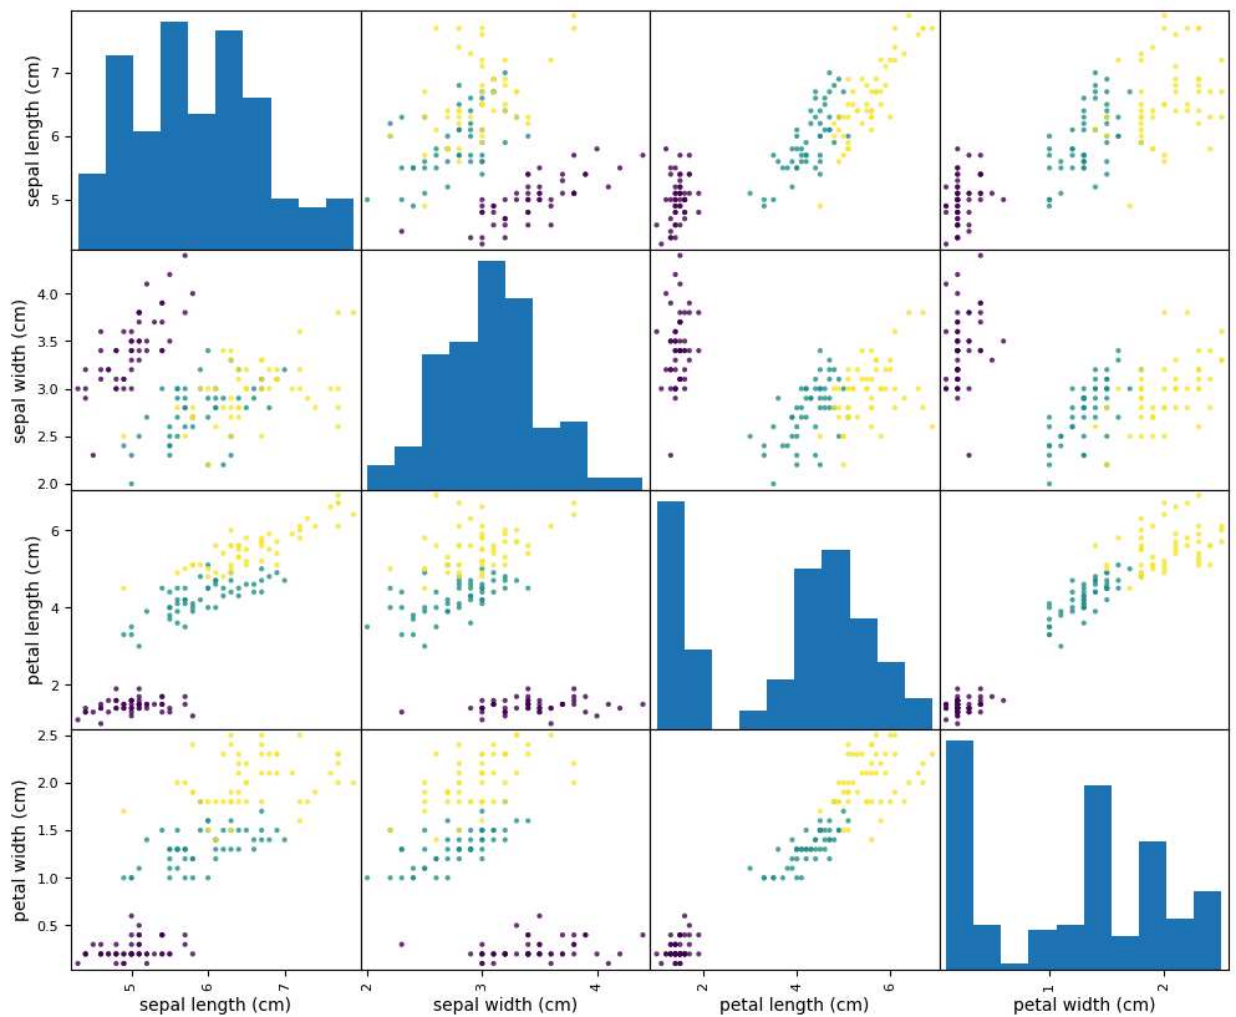 sepal length (cm)
7
6
5
sepal width (cm)
4.0
3.5
3.0
2.5
2.0
petal length (cm)
6
4
2
petal width (cm)
2.5
2.0
1.5
1.0
0.5
5 6 7 2 3 4 2 4 6 1 2
sepal length (cm) sepal width (cm) petal length (cm) petal width (cm)